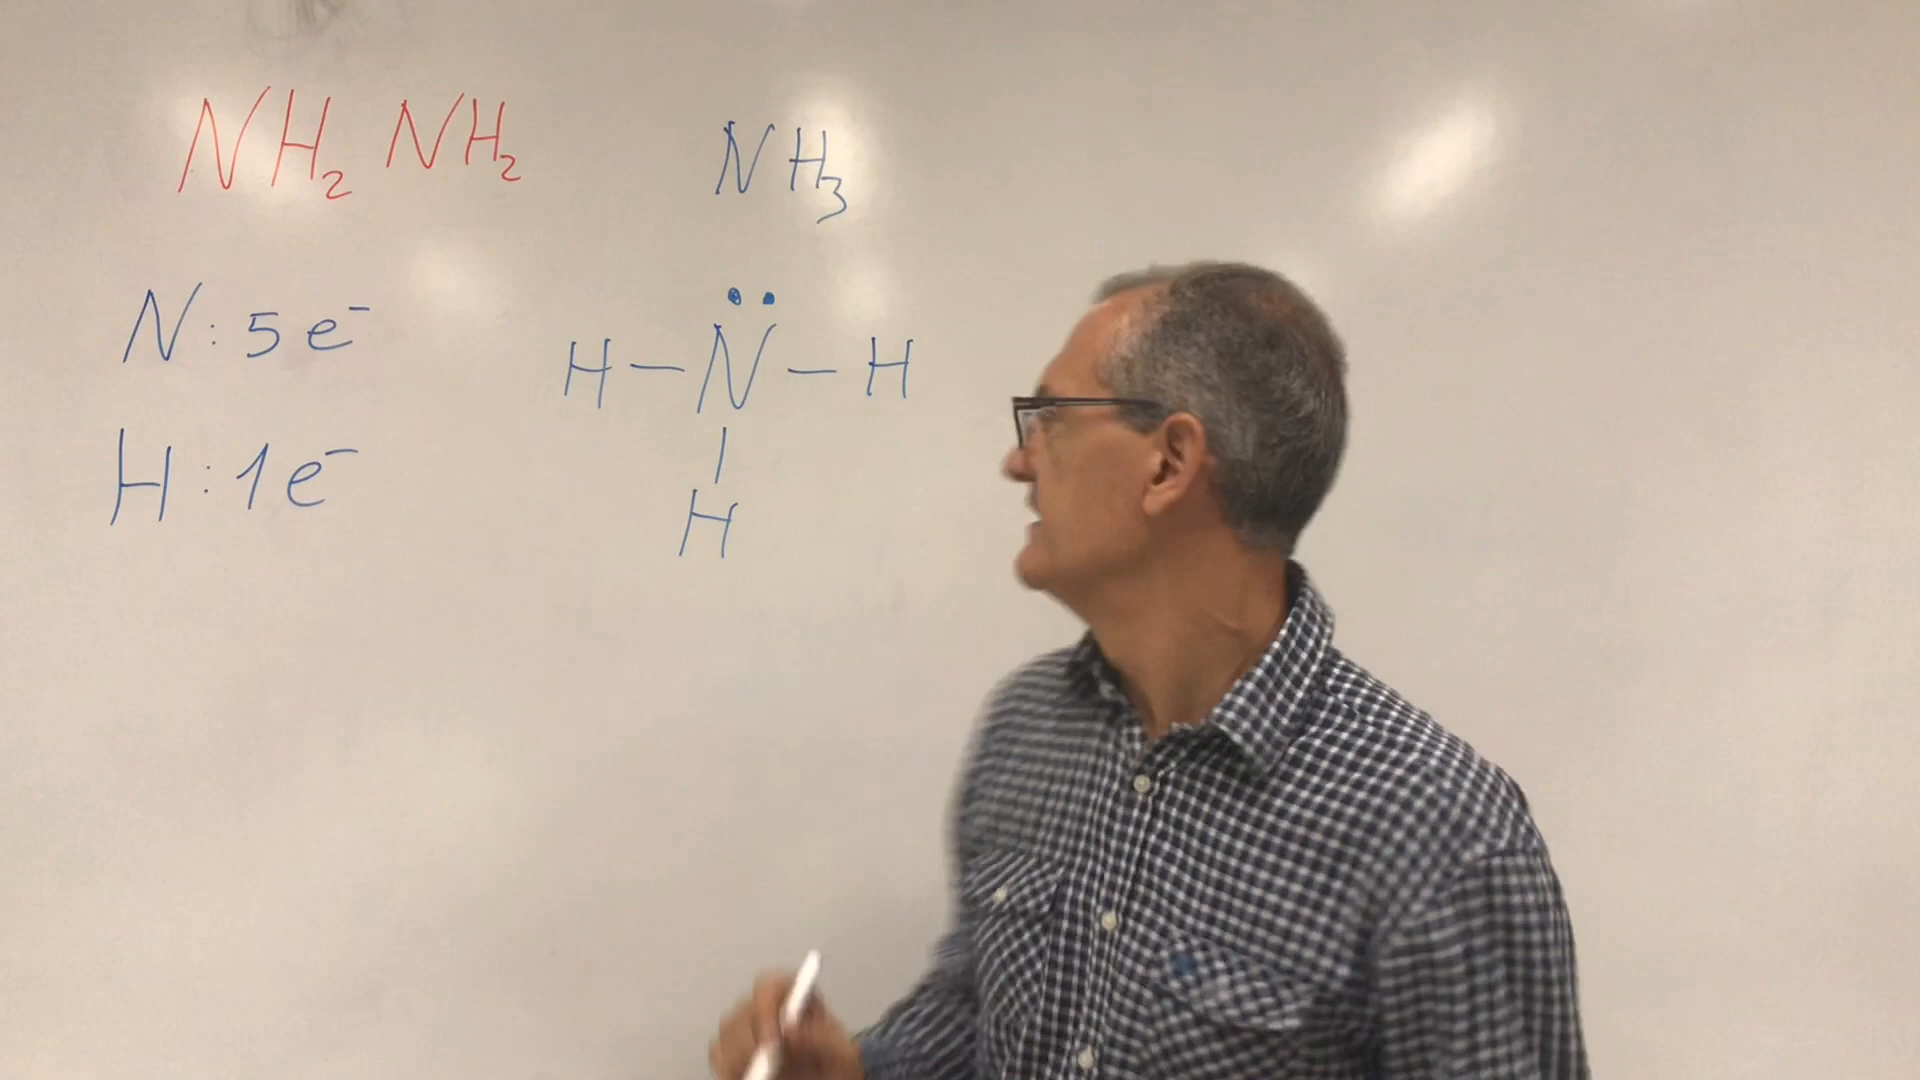 NH₂ NH₂
NH₃
N: 5e⁻
H: 1e⁻
••
H–N–H
|
H